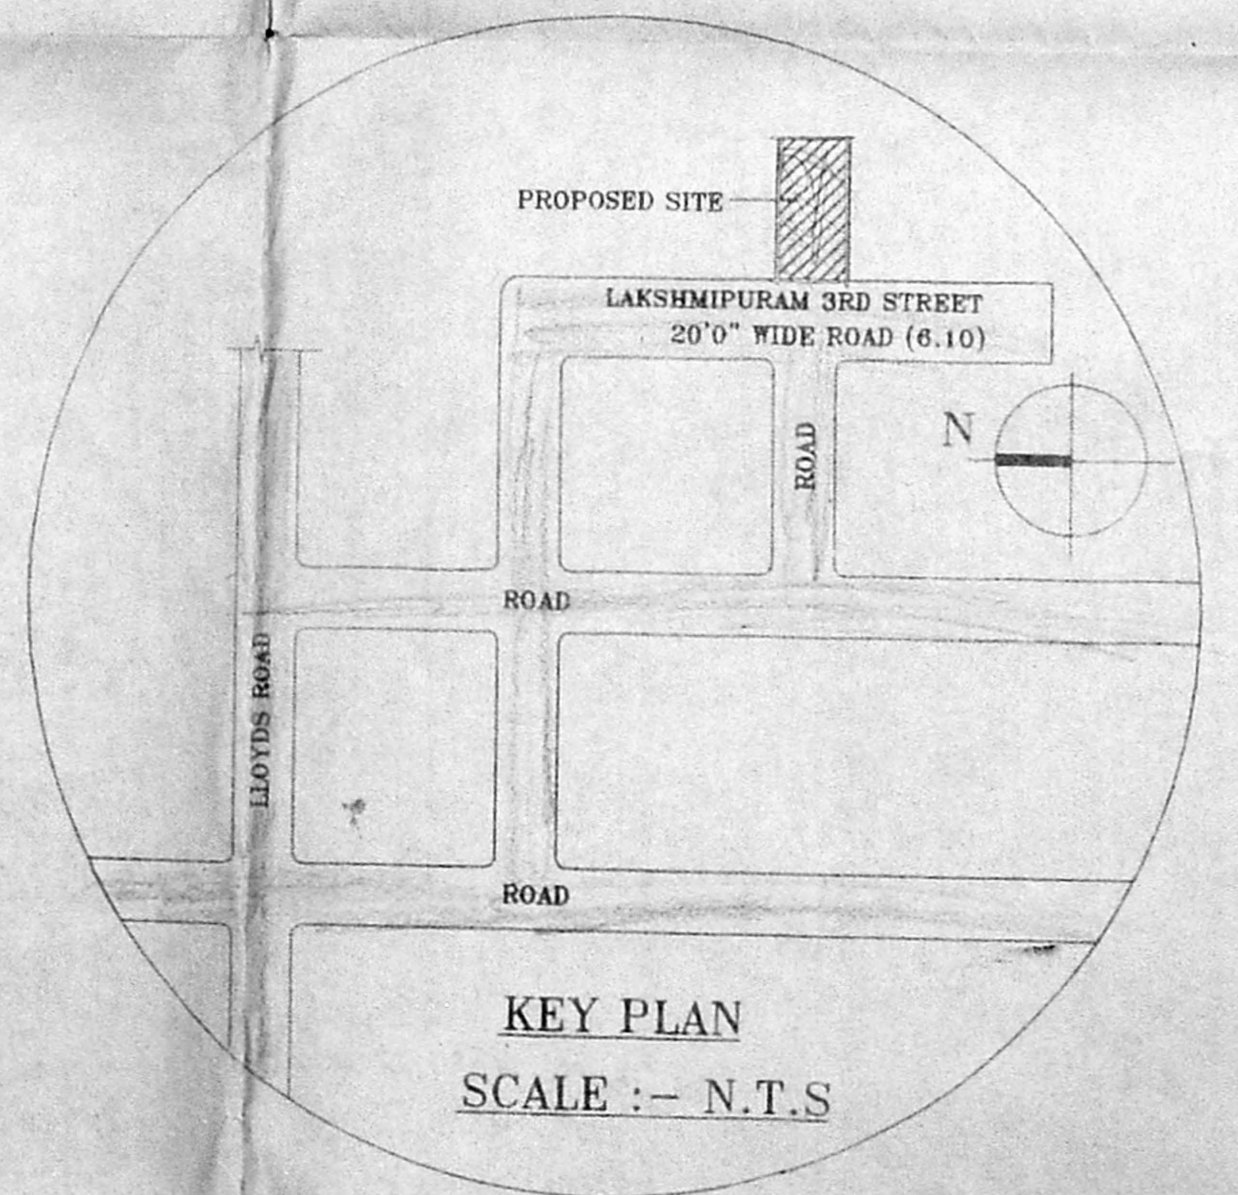 PROPOSED SITE
LAKSHMIPURAM 3RD STREET
20'0" WIDE ROAD (6.10)
N
ROAD
ROAD
LLOYDS ROAD
ROAD
KEY PLAN
SCALE :- N.T.S